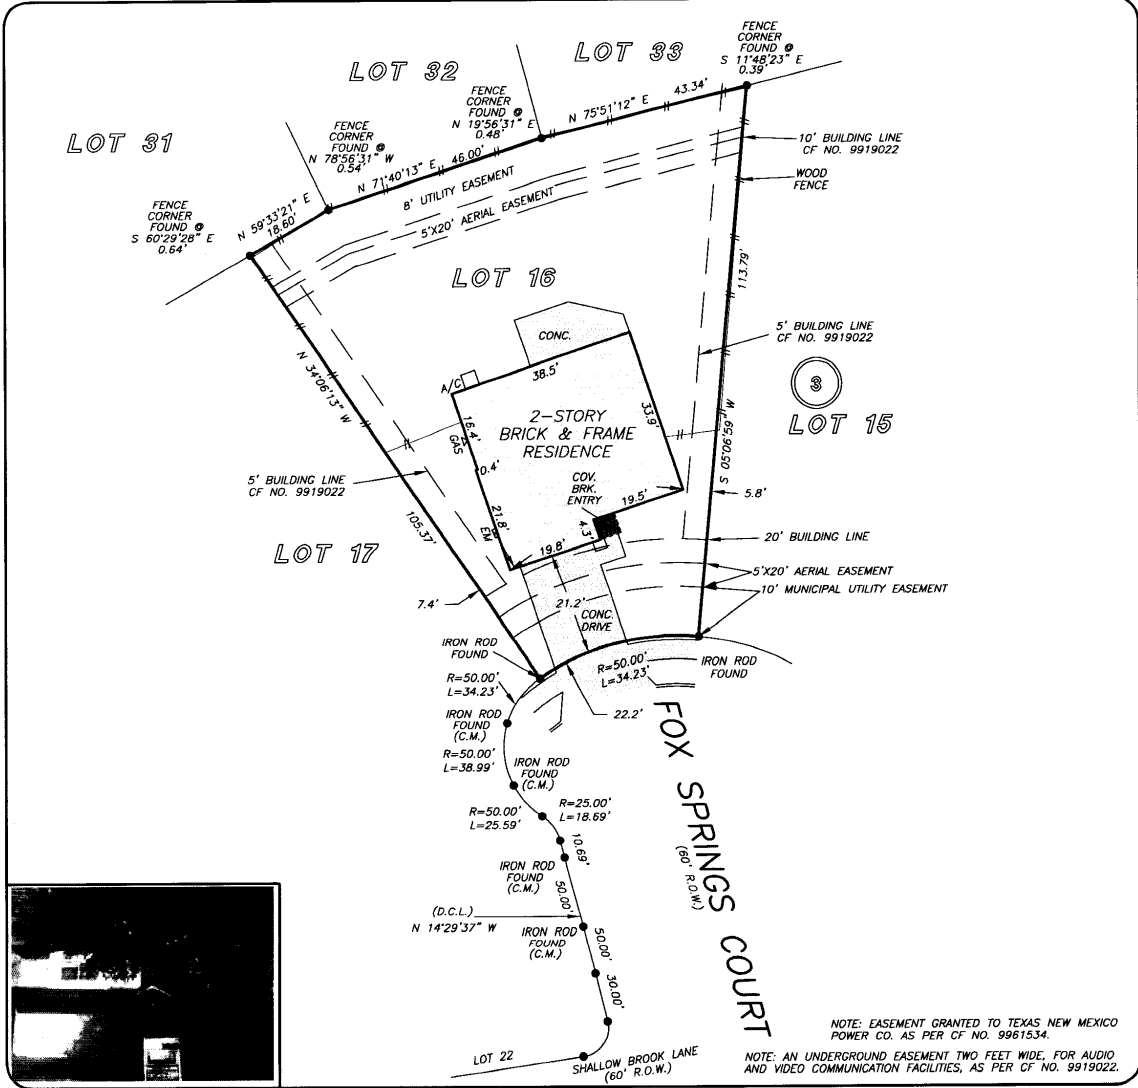 FENCE
CORNER
FOUND @
S 11°48'23" E
0.39'
LOT 33
LOT 32
43.34'
N 75°51'12" E
FENCE
CORNER
FOUND @
N 19°56'31" E
0.48'
LOT 31
FENCE
CORNER
FOUND @
N 78°56'31" W
0.54'
10' BUILDING LINE
CF NO. 9919022
WOOD
FENCE
46.00'
N 71°40'13" E
8' UTILITY EASEMENT
5'X20' AERIAL EASEMENT
FENCE
CORNER
FOUND @
S 60°29'28" E
0.64'
N 59°33'21" E
18.60'
LOT 16
113.79'
CONC.
5' BUILDING LINE
CF NO. 9919022
N 34°06'13" W
A/C
38.5'
3
LOT 15
2-STORY
BRICK & FRAME
RESIDENCE
33.9'
S 05°06'59" W
16.4'
GAS
0.4'
5' BUILDING LINE
CF NO. 9919022
COV.
BRK.
ENTRY
19.5'
5.8'
105.37'
21.8'
EM
4.3'
20' BUILDING LINE
LOT 17
19.8'
5'X20' AERIAL EASEMENT
10' MUNICIPAL UTILITY EASEMENT
7.4'
21.2'
CONC.
DRIVE
IRON ROD
FOUND
R=50.00'
L=34.23'
IRON ROD
FOUND
R=50.00'
L=34.23'
22.2'
IRON ROD
FOUND
(C.M.)
R=50.00'
L=38.99'
IRON ROD
FOUND
(C.M.)
R=50.00'
L=25.59'
R=25.00'
L=18.69'
10.69'
IRON ROD
FOUND
(C.M.)
50.00'
(D.C.L.)
N 14°29'37" W
IRON ROD
FOUND
(C.M.)
50.00'
30.00'
FOX SPRINGS COURT
(60' R.O.W.)
LOT 22
SHALLOW BROOK LANE
(60' R.O.W.)
NOTE: EASEMENT GRANTED TO TEXAS NEW MEXICO
POWER CO. AS PER CF NO. 9961534.
NOTE: AN UNDERGROUND EASEMENT TWO FEET WIDE, FOR AUDIO
AND VIDEO COMMUNICATION FACILITIES, AS PER CF NO. 9919022.